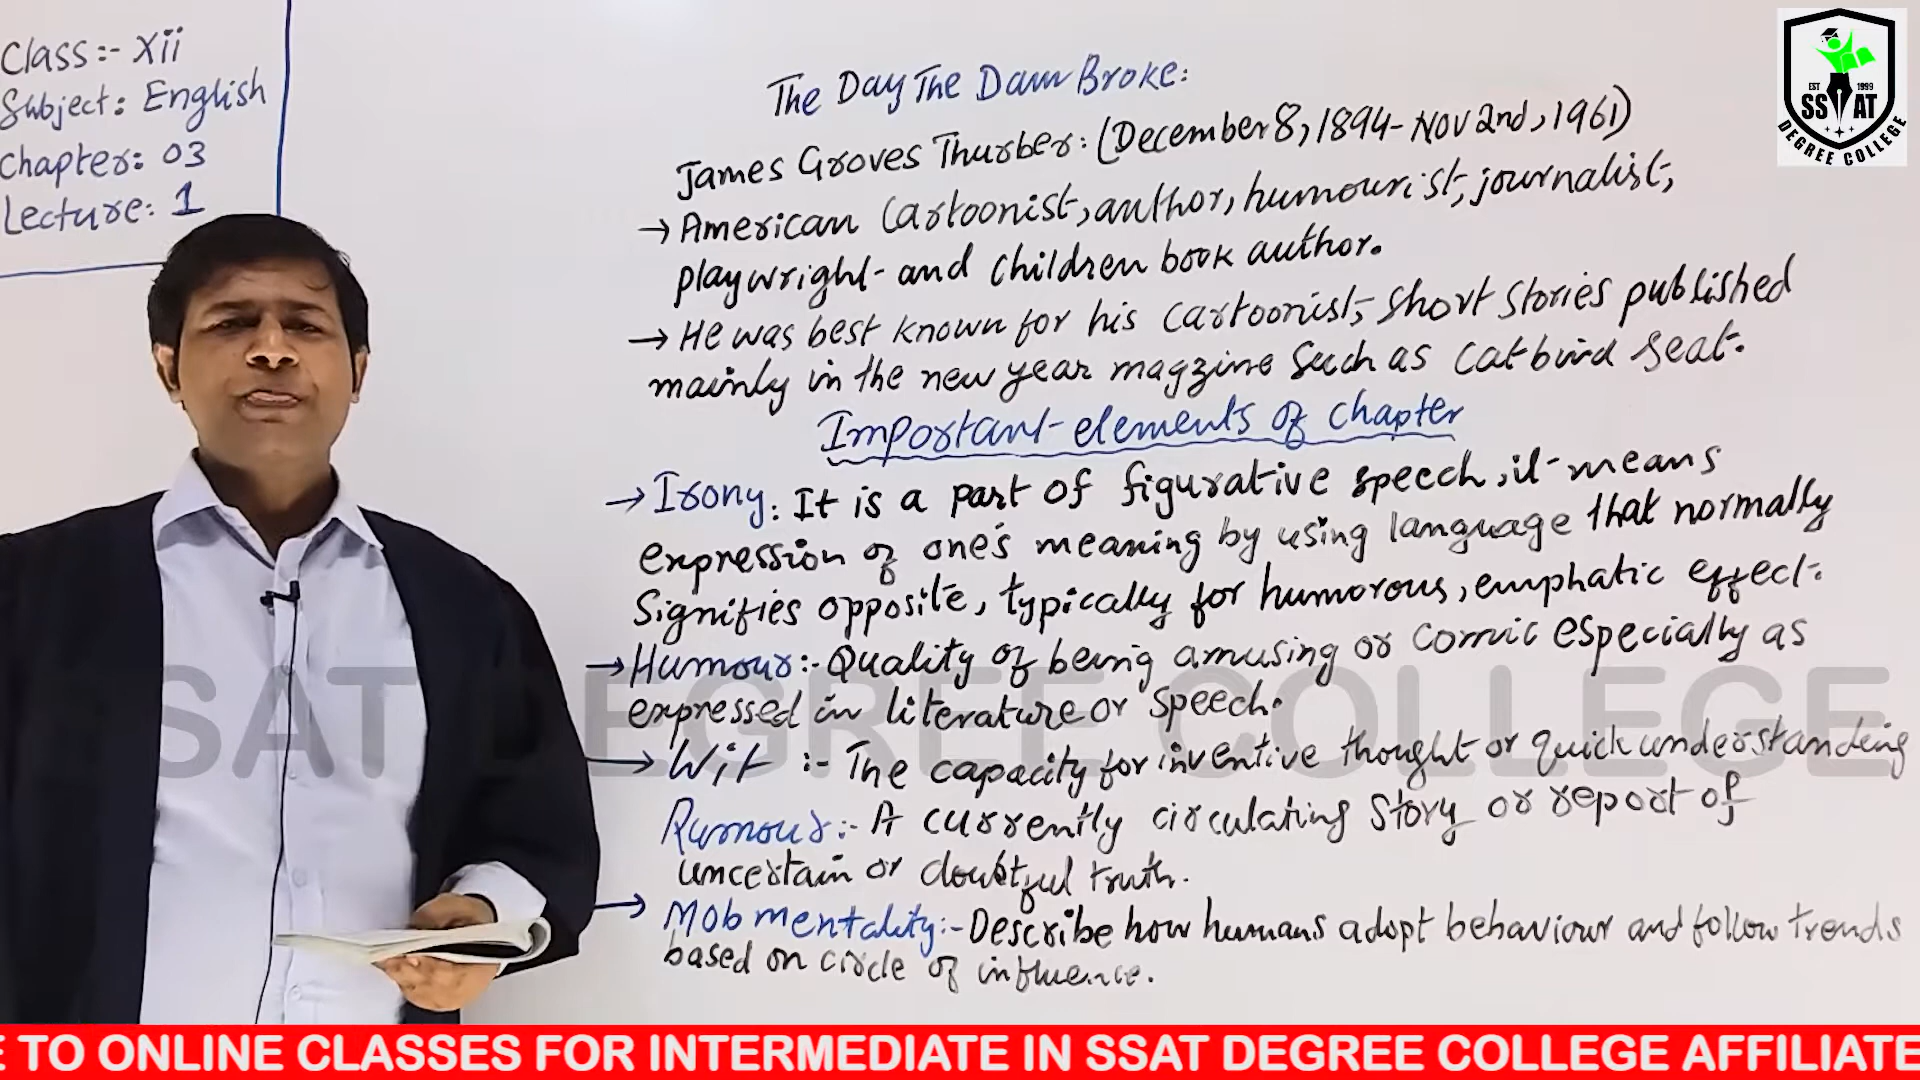 Class:- Xii
Subject: English
Chapter: 03
Lecture: 1
The Day The Dam Broke:
James Groves Thurber: (December 8, 1894 - Nov 2nd, 1961)
→ American Cartoonist, author, humourist, journalist,
playwright and children book author.
→ He was best known for his cartoonist, short stories published
mainly in the new year magzine such as Catbird Seat.
Important elements of chapter
→ Irony: It is a part of figurative speech, it means
expression of one's meaning by using language that normally
Signifies opposite, typically for humorous, emphatic effect.
→ Humour:- Quality of being amusing or comic especially as
expressed in literature or speech.
→ Wit :- The capacity for inventive thought or quick understanding
Rumour:- A currently circulating story or report of
uncertain or doubtful truth.
→ Mob mentality:- Describe how humans adopt behaviour and follow trends
based on circle of influence.
EST 1999
SSAT
DEGREE COLLEGE
SSAT DEGREE COLLEGE
E TO ONLINE CLASSES FOR INTERMEDIATE IN SSAT DEGREE COLLEGE AFFILIATE